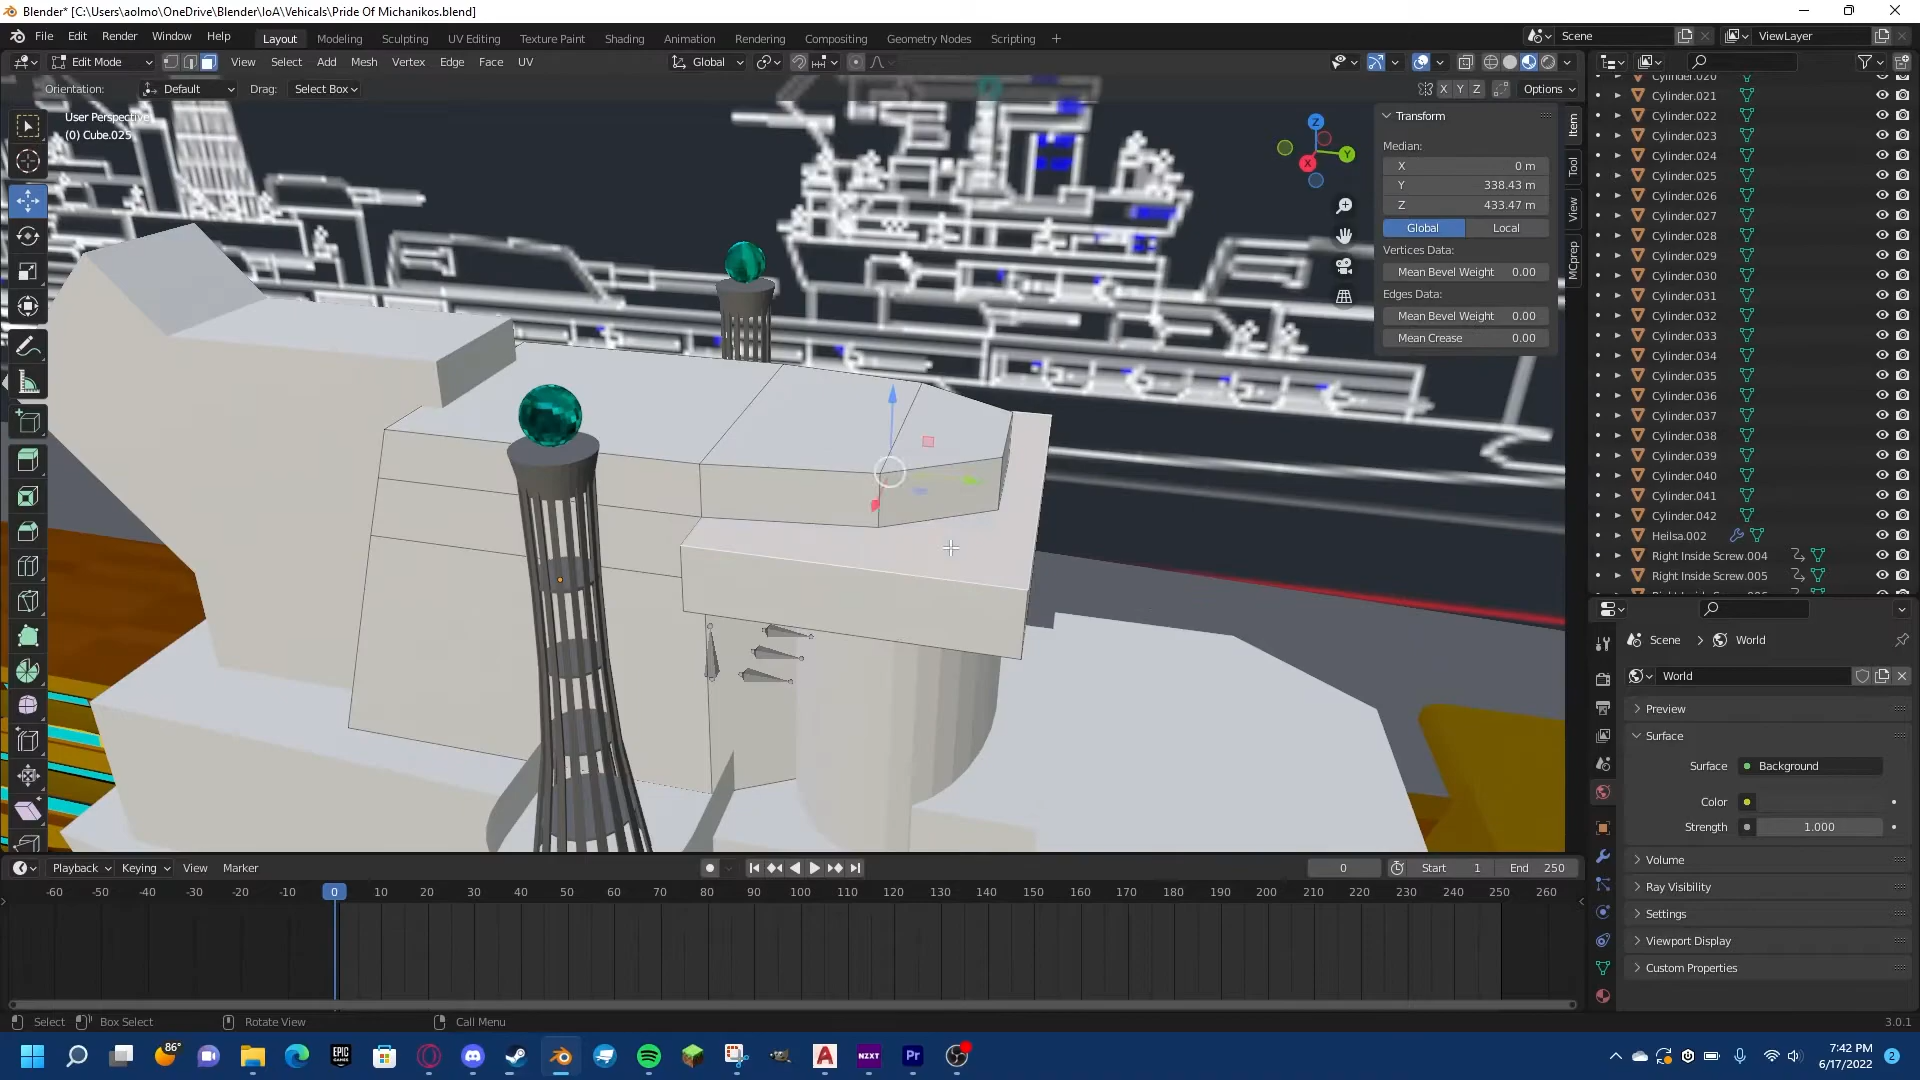 Blender* [C:\Users\aolmo\OneDrive\Blender\IoA\Vehicals\Pride Of Michanikos.blend]
File Edit Render Window Help Layout Modeling Sculpting UV Editing Texture Paint Shading Animation Rendering Compositing Geometry Nodes Scripting Scene ViewLayer
Edit Mode View Select Add Mesh Vertex Edge Face UV Global
Orientation: Default Drag: Select Box X Y Z Options
User Perspective
(0) Cube.025
Transform
Median:
X 0 m
Y 338.43 m
Z 433.47 m
Global Local
Vertices Data:
Mean Bevel Weight 0.00
Edges Data:
Mean Bevel Weight 0.00
Mean Crease 0.00
Item
Tool
View
MCprep
Z
Y
X
Cylinder.020
Cylinder.021
Cylinder.022
Cylinder.023
Cylinder.024
Cylinder.025
Cylinder.026
Cylinder.027
Cylinder.028
Cylinder.029
Cylinder.030
Cylinder.031
Cylinder.032
Cylinder.033
Cylinder.034
Cylinder.035
Cylinder.036
Cylinder.037
Cylinder.038
Cylinder.039
Cylinder.040
Cylinder.041
Cylinder.042
Heilsa.002
Right Inside Screw.004
Right Inside Screw.005
Scene World
World
Preview
Surface
Surface Background
Color
Strength 1.000
Volume
Ray Visibility
Settings
Viewport Display
Custom Properties
Playback Keying View Marker 0 Start 1 End 250
-60 -50 -40 -30 -20 -10 0 10 20 30 40 50 60 70 80 90 100 110 120 130 140 150 160 170 180 190 200 210 220 230 240 250 260
Select Box Select Rotate View Call Menu 3.0.1
86° EPIC GAMES A NZXT Pr 7:42 PM
6/17/2022 2